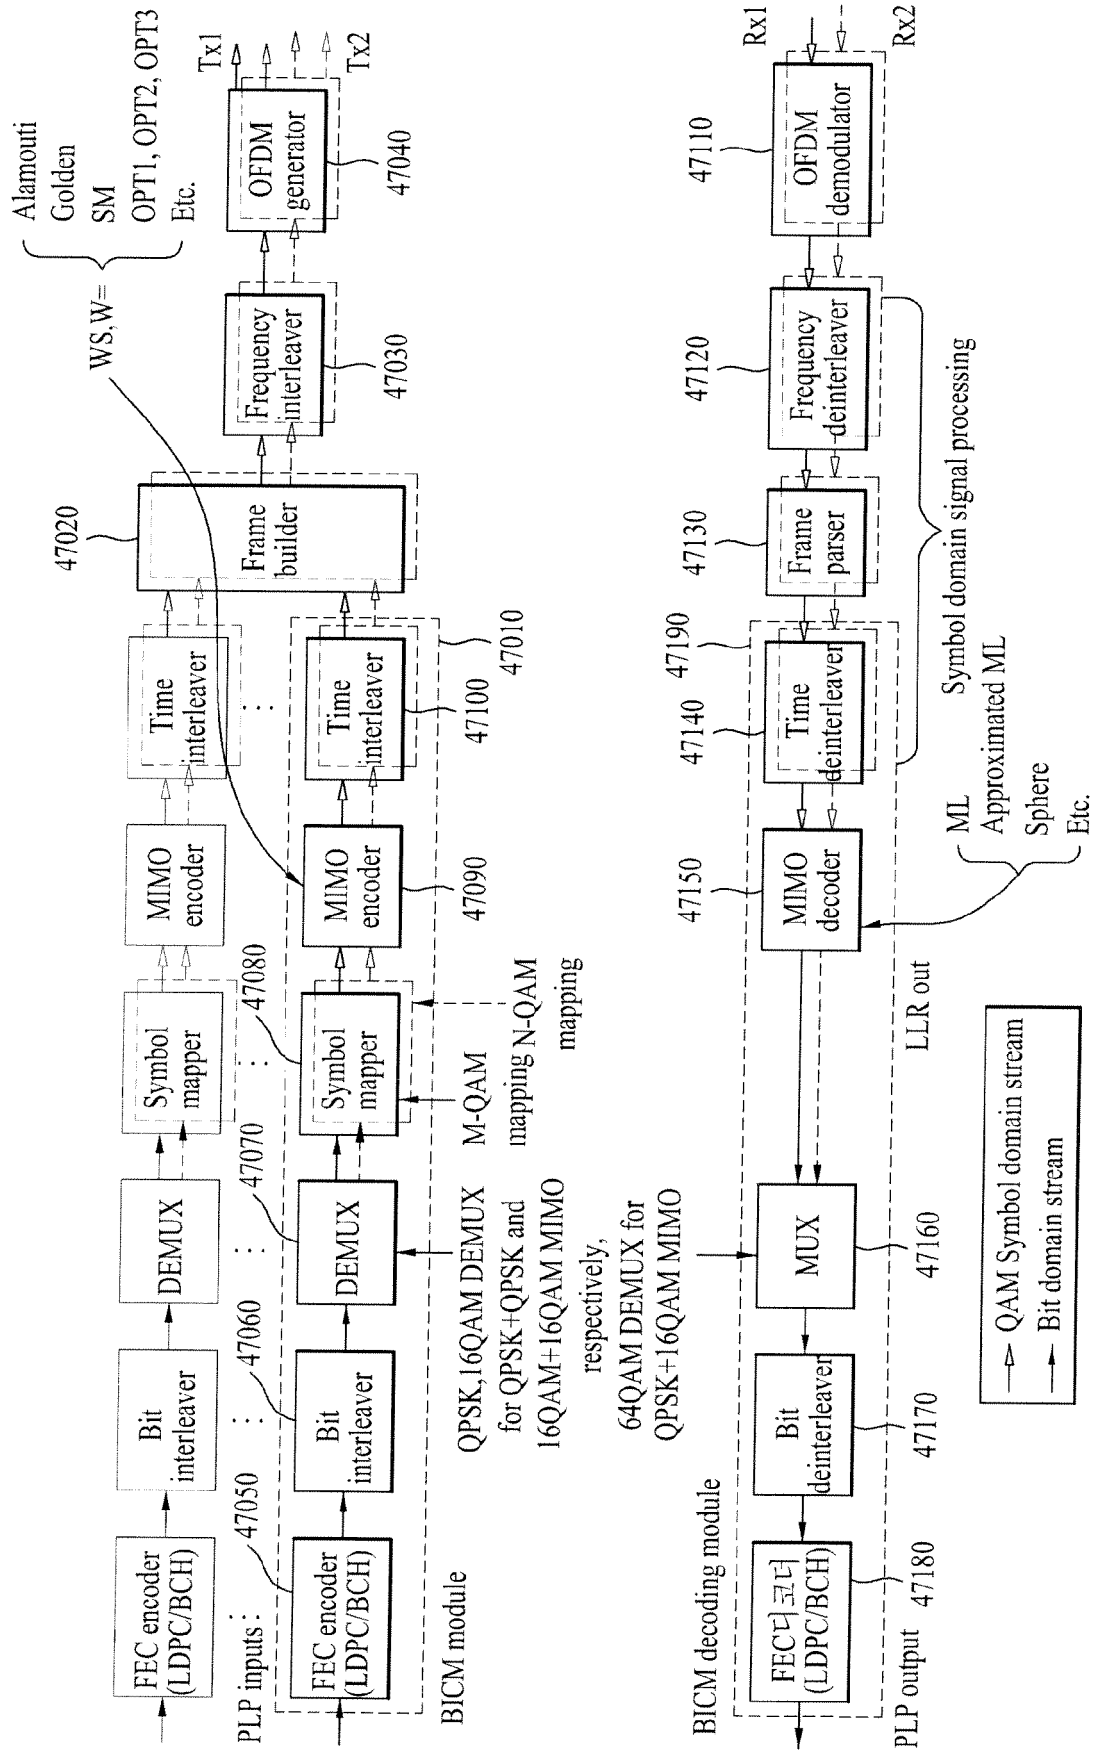 Alamouti
Golden
SM
OPT1, OPT2, OPT3
Etc.
WS,W=
Tx1
Tx2
OFDM
generator
47040
Frequency
interleaver
47030
47020
Frame
builder
Time
interleaver
MIMO
encoder
Symbol
mapper
DEMUX
Bit
interleaver
FEC encoder
(LDPC/BCH)
PLP inputs
47050
FEC encoder
(LDPC/BCH)
47060
Bit
interleaver
47070
DEMUX
47080
Symbol
mapper
MIMO
encoder
47090
Time
interleaver
47100
47010
BICM module
QPSK,16QAM DEMUX
for QPSK+QPSK and
16QAM+16QAM MIMO
respectively,
64QAM DEMUX for
QPSK+16QAM MIMO
M-QAM
mapping
N-QAM
mapping
Rx1
Rx2
47110
OFDM
demodulator
47120
Frequency
deinterleaver
47130
Frame
parser
47190
47140
Time
deinterleaver
Symbol domain signal processing
47150
MIMO
decoder
ML
Approximated ML
Sphere
Etc.
LLR out
MUX
47160
Bit
deinterleaver
47170
BICM decoding module
FEC디코더
(LDPC/BCH)
47180
PLP output
QAM Symbol domain stream
Bit domain stream